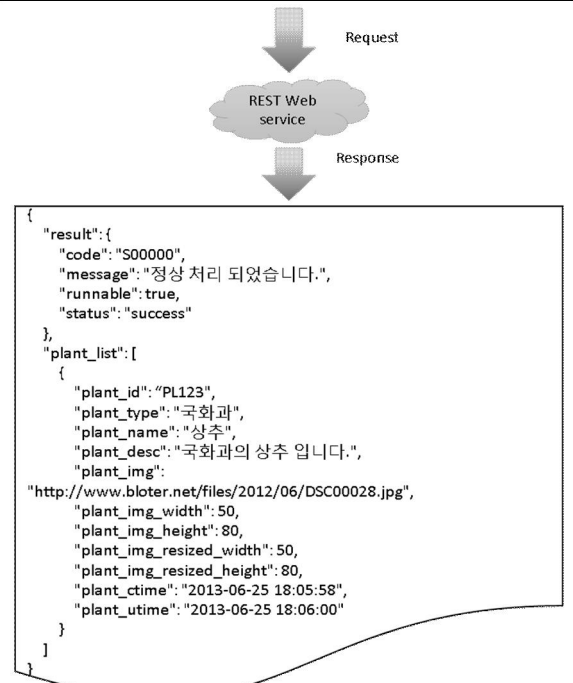 Request
REST Web
service
Response
{
"result": {
"code": "S00000",
"message": "정상 처리 되었습니다.",
"runnable": true,
"status": "success"
},
"plant_list": [
{
"plant_id": “PL123",
"plant_type": "국화과",
"plant_name": "상추",
"plant_desc": "국화과의 상추 입니다.",
"plant_img":
"http://www.bloter.net/files/2012/06/DSC00028.jpg",
"plant_img_width": 50,
"plant_img_height": 80,
"plant_img_resized_width": 50,
"plant_img_resized_height": 80,
"plant_ctime": "2013-06-25 18:05:58",
"plant_utime": "2013-06-25 18:06:00"
}
]
}